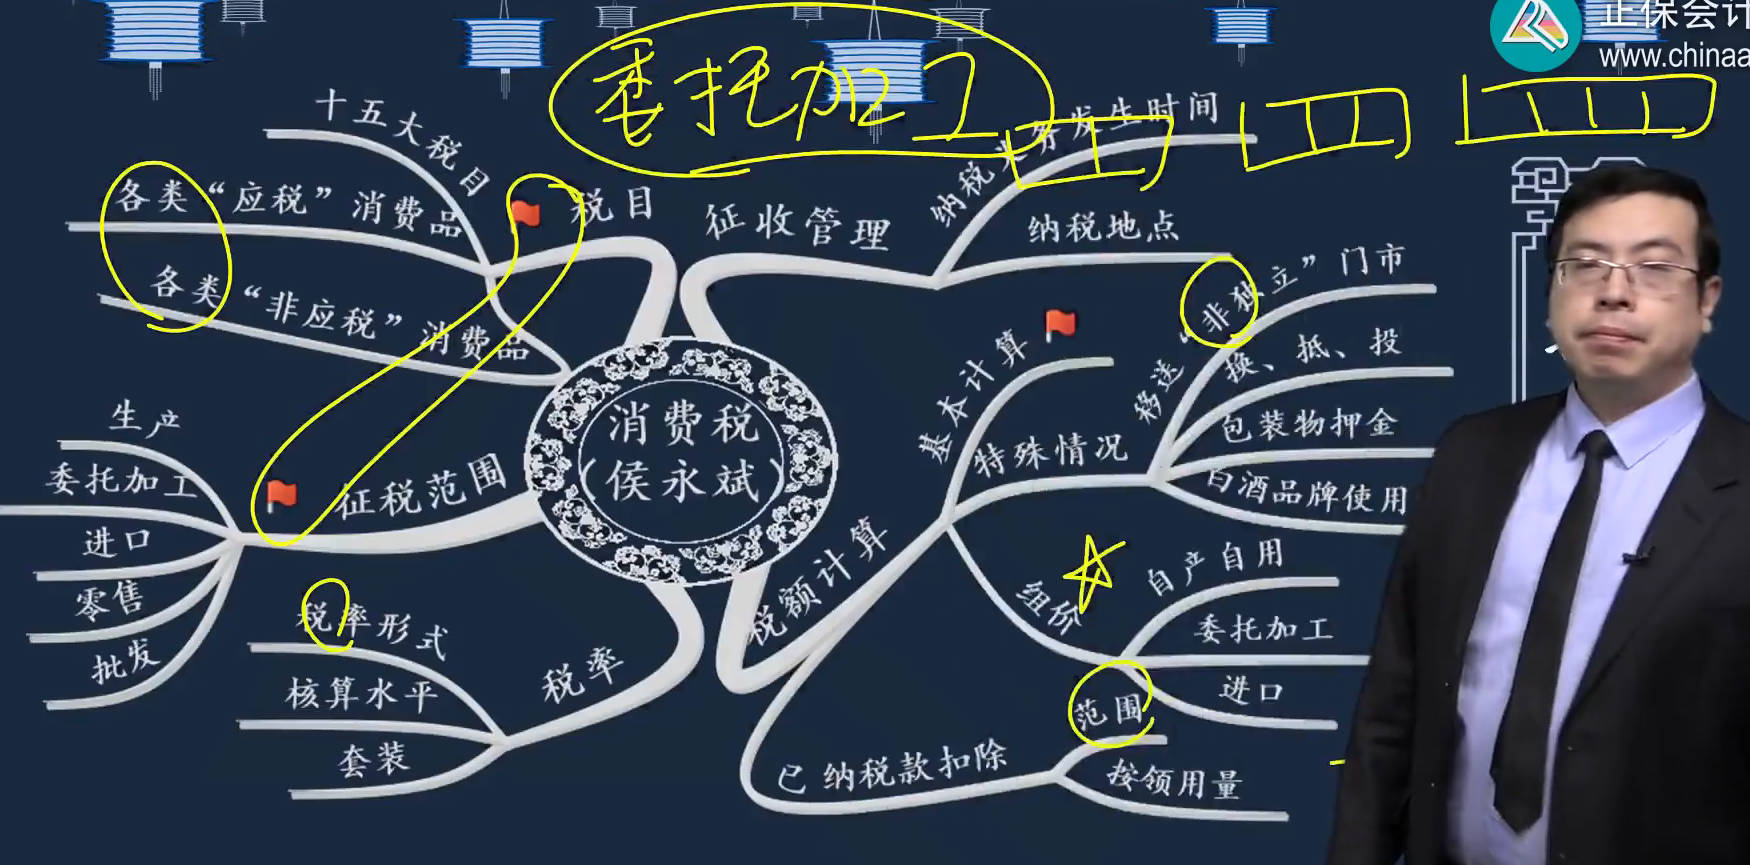 正保会计
www.chinaa
委托加工
十五大税目
各类“应税”消费品
各类“非应税”消费品
税目
征收管理
纳税义务发生时间
纳税地点
“非独立”门市
移送
换、抵、投
包装物押金
白酒品牌使用
基本计算
特殊情况
消费税
（侯永斌）
生产
委托加工
进口
零售
批发
征税范围
税率形式
核算水平
套装
税率
税额计算
组价
自产自用
委托加工
进口
已纳税款扣除
范围
按领用量